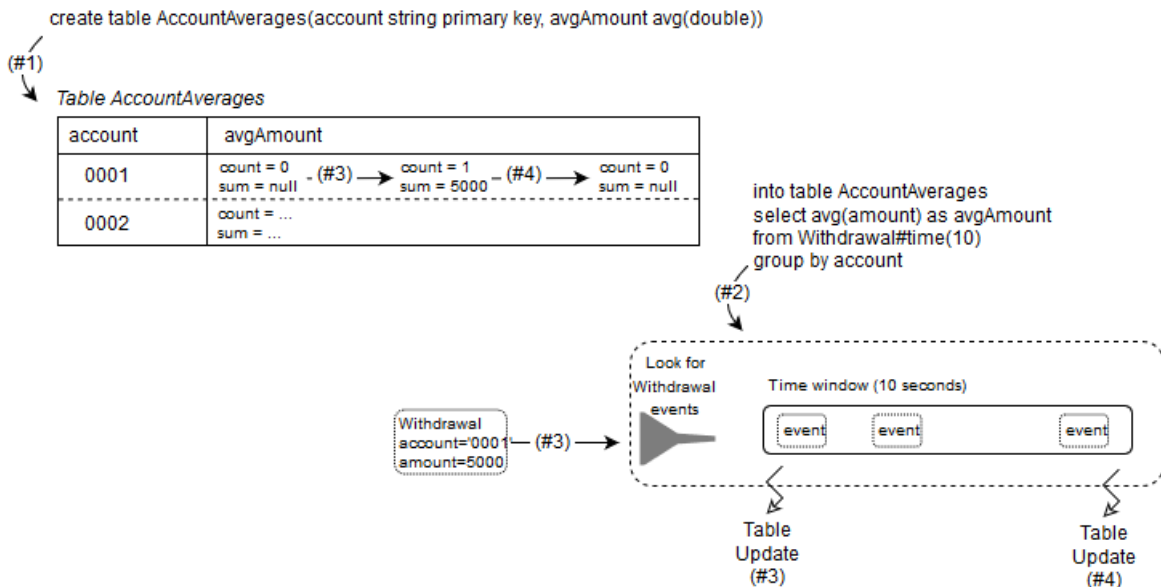 create table AccountAverages(account string primary key, avgAmount avg(double))
(#1)
Table AccountAverages
account avgAmount
0001
count = 0
sum = null
(#3)
count = 1
sum = 5000
(#4)
count = 0
sum = null
0002
count = ...
sum = ...
into table AccountAverages
select avg(amount) as avgAmount
from Withdrawal#time(10)
group by account
(#2)
Look for
Withdrawal
events
Time window (10 seconds)
event
event
event
Withdrawal
account='0001'
amount=5000
(#3)
Table
Update
(#3)
Table
Update
(#4)